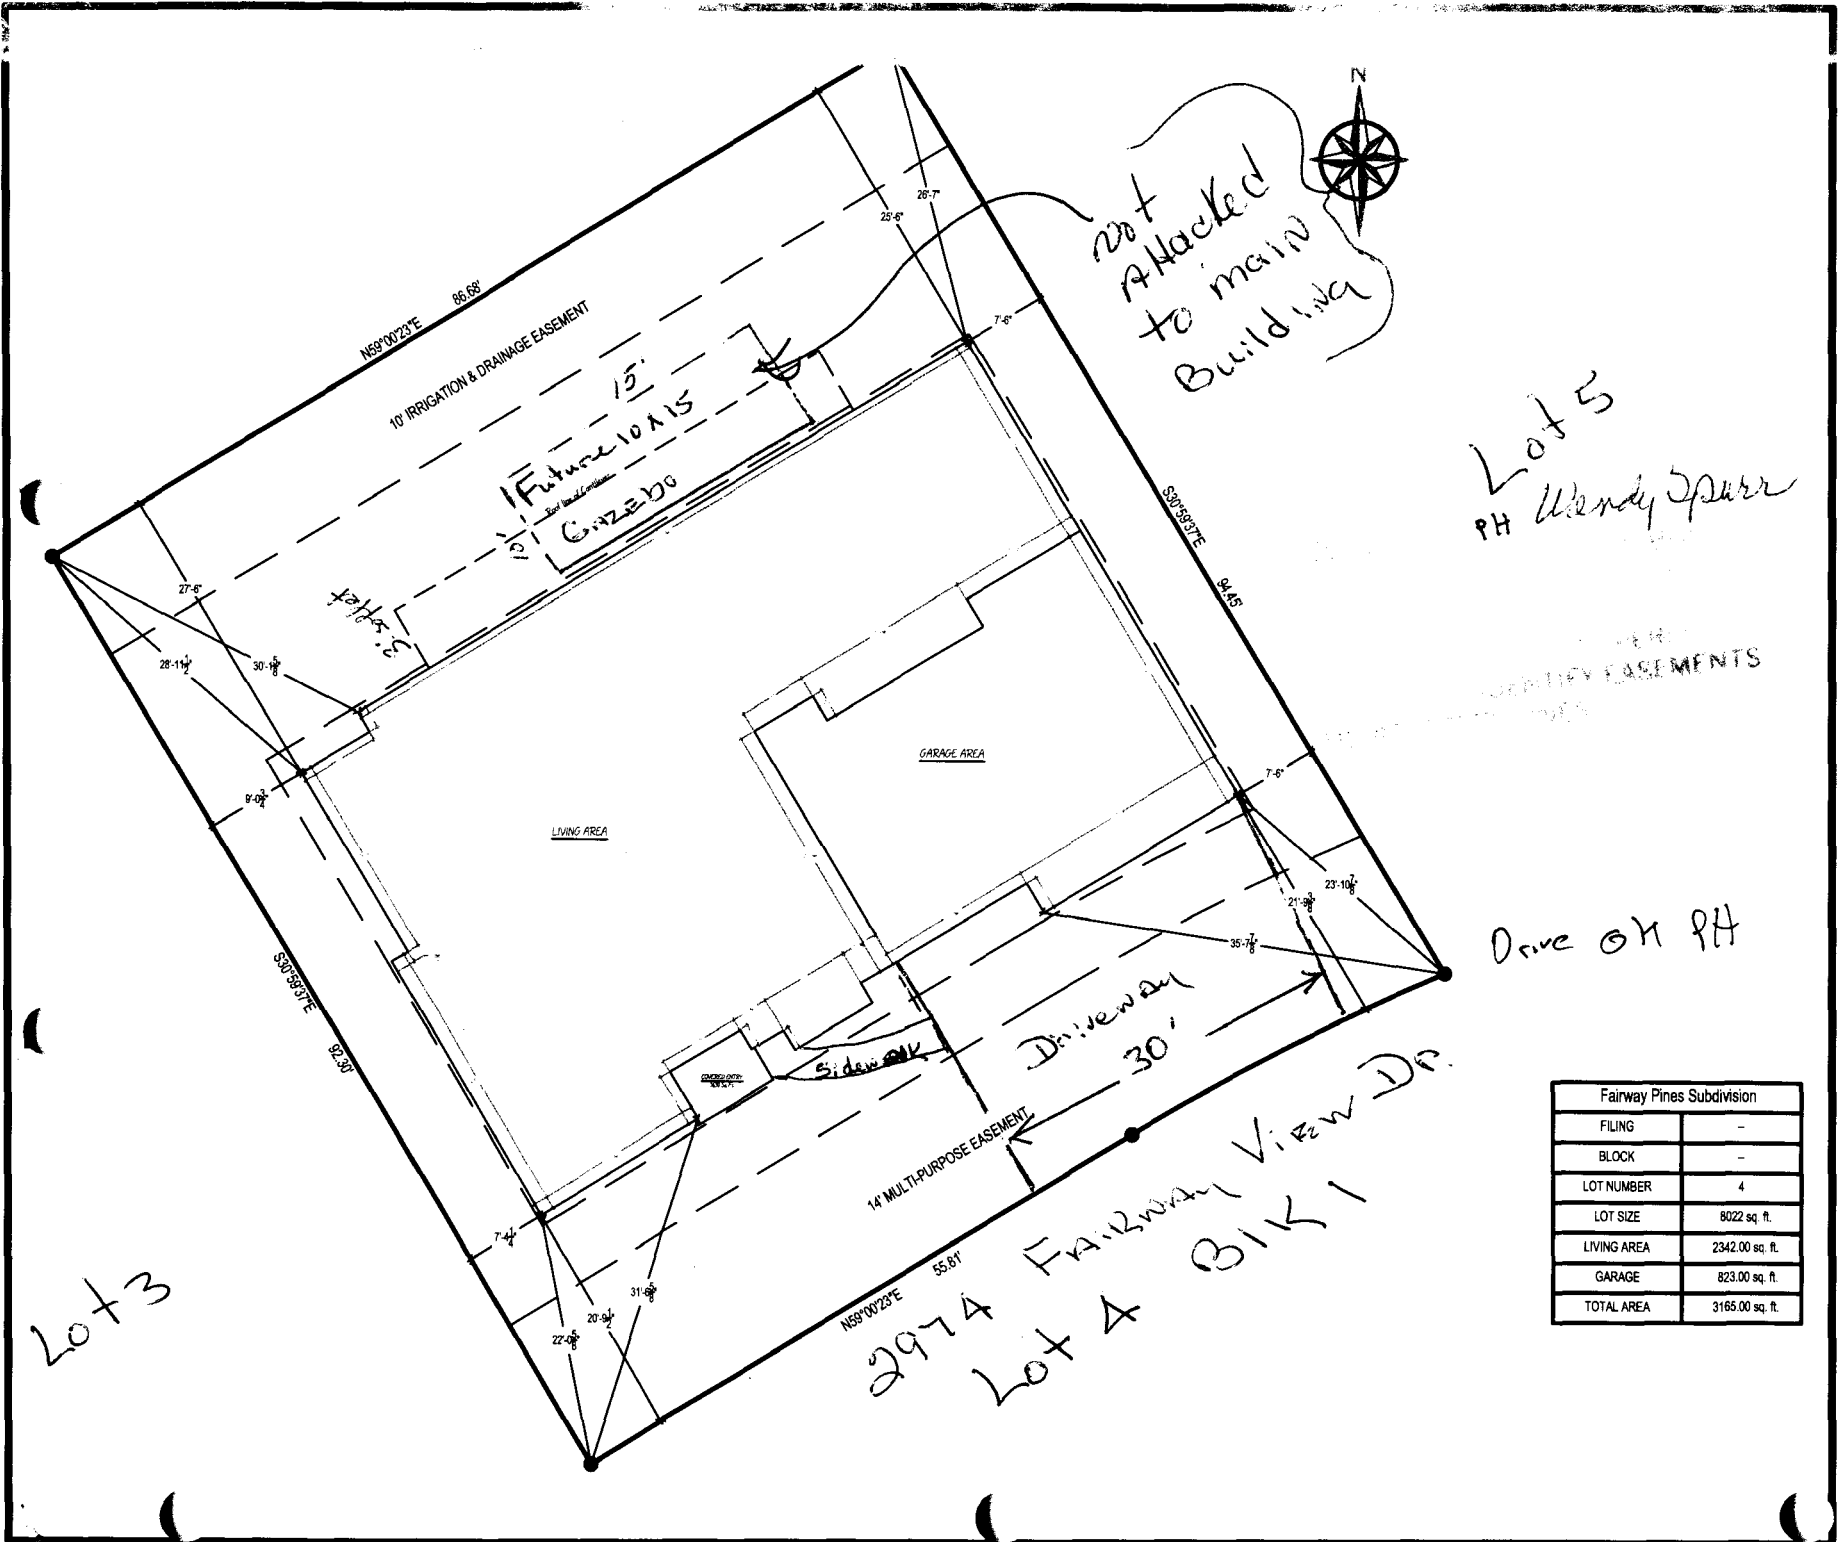 N
not
Attached
to main
Building
26'-7"
25'-6"
86.68'
N59°00'23"E
10' IRRIGATION & DRAINAGE EASEMENT
7'-6"
15'
Future 10 x 15
Gazebo
10'
Lot 5
PH Wendy Spurr
S30°59'37"E
94.45'
27'-6"
28'-11 1/2"
30'-1 5/8"
EASEMENTS
GARAGE AREA
7'-6"
9'-0 3/4"
LIVING AREA
23'-10 7/8"
21'-9 3/8"
35'-7 7/8"
Drive OK PH
S30°59'37"E
92.30'
Driveway
30'
Sidewalk
COVERED ENTRY
14' MULTI-PURPOSE EASEMENT
7'-4 1/2"
31'-6 5/8"
20'-9 1/2"
22'-0 5/8"
55.81'
N59°00'23"E
2974 Fairway View Dr.
Lot 4 Blk 1
Lot 3
Fairway Pines Subdivision
FILING –
BLOCK –
LOT NUMBER 4
LOT SIZE 8022 sq. ft.
LIVING AREA 2342.00 sq. ft.
GARAGE 823.00 sq. ft.
TOTAL AREA 3165.00 sq. ft.